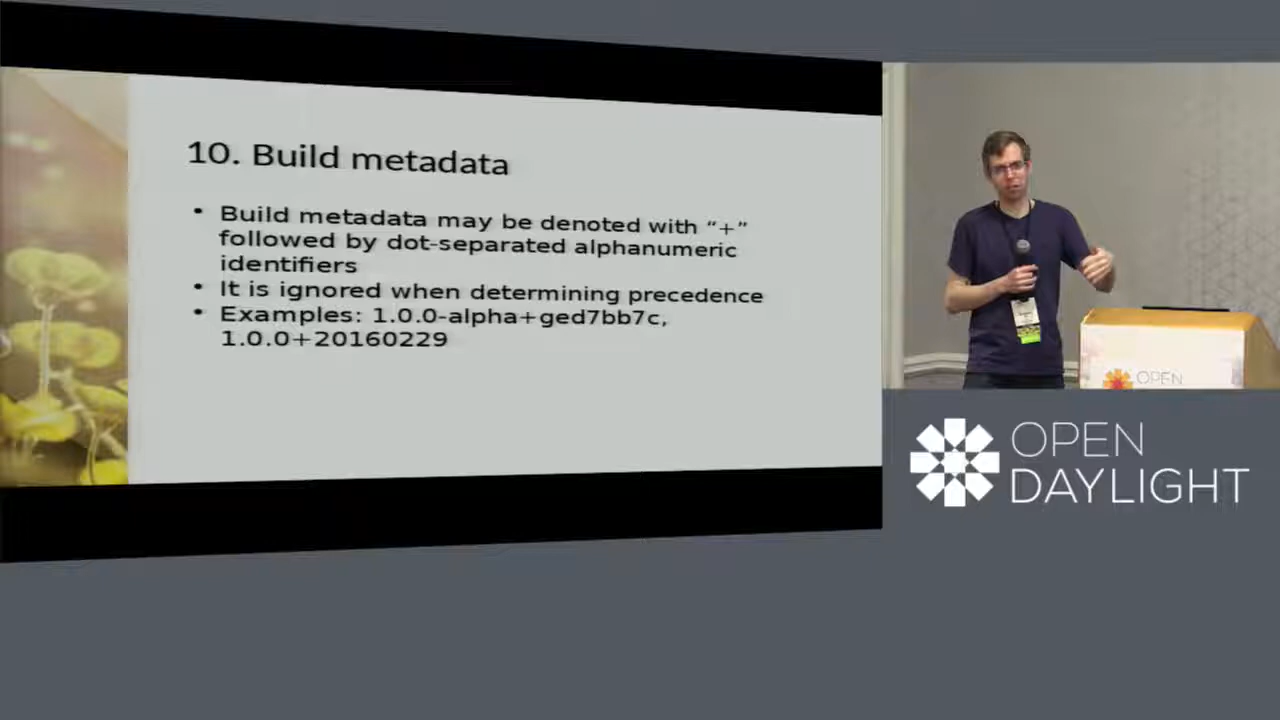 10. Build metadata
• Build metadata may be denoted with “+”
followed by dot-separated alphanumeric
identifiers
• It is ignored when determining precedence
• Examples: 1.0.0-alpha+ged7bb7c,
1.0.0+20160229
OPEN
OPEN
DAYLIGHT